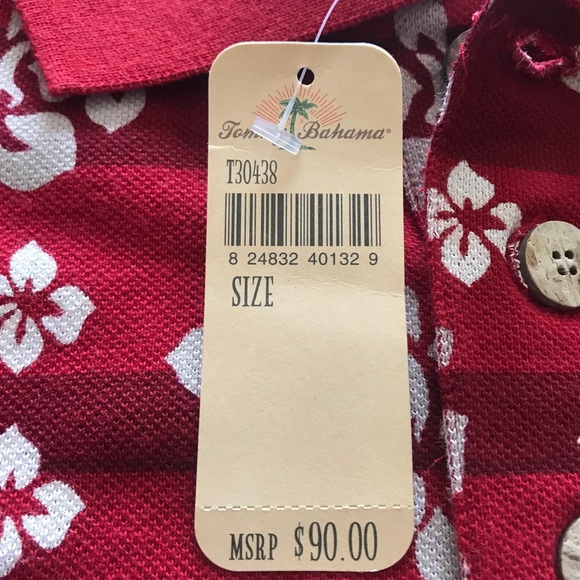 Tommy Bahama®
T30438
8 24832 40132 9
SIZE
MSRP $90.00